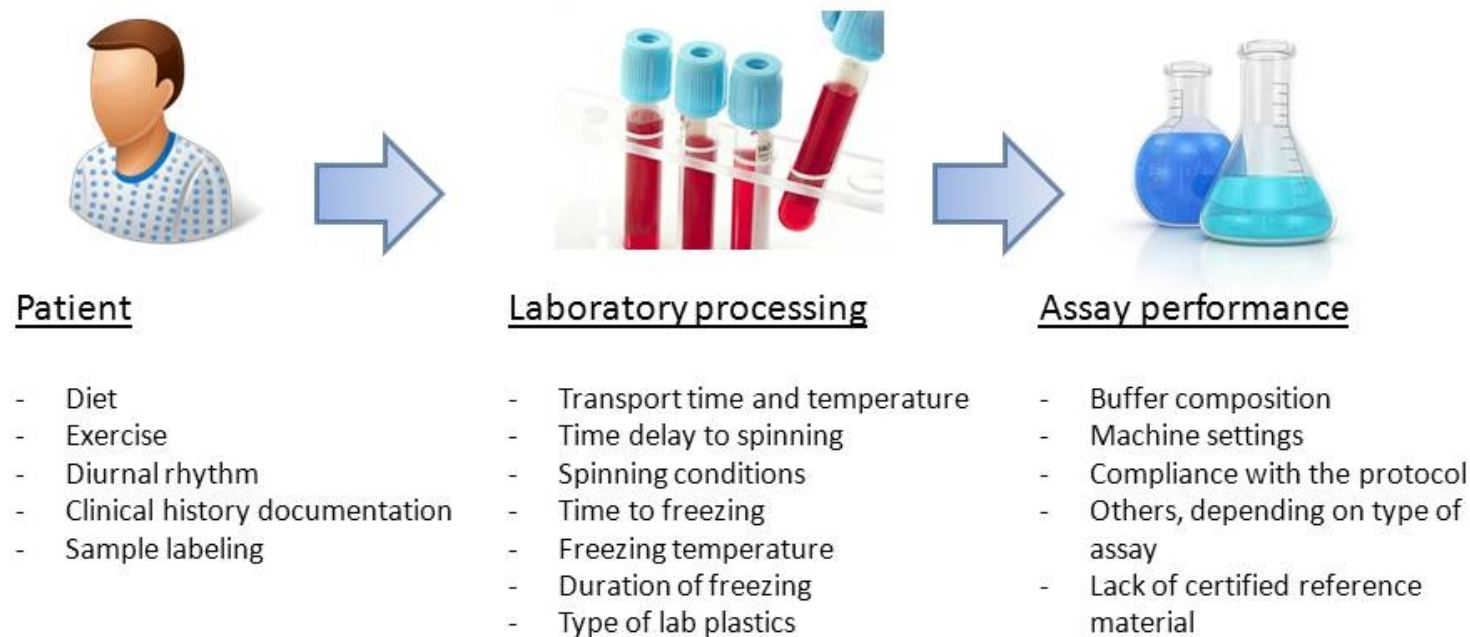 Patient
- Diet
- Exercise
- Diurnal rhythm
- Clinical history documentation
- Sample labeling
Laboratory processing
- Transport time and temperature
- Time delay to spinning
- Spinning conditions
- Time to freezing
- Freezing temperature
- Duration of freezing
- Type of lab plastics
Assay performance
- Buffer composition
- Machine settings
- Compliance with the protocol
- Others, depending on type of
assay
- Lack of certified reference
material